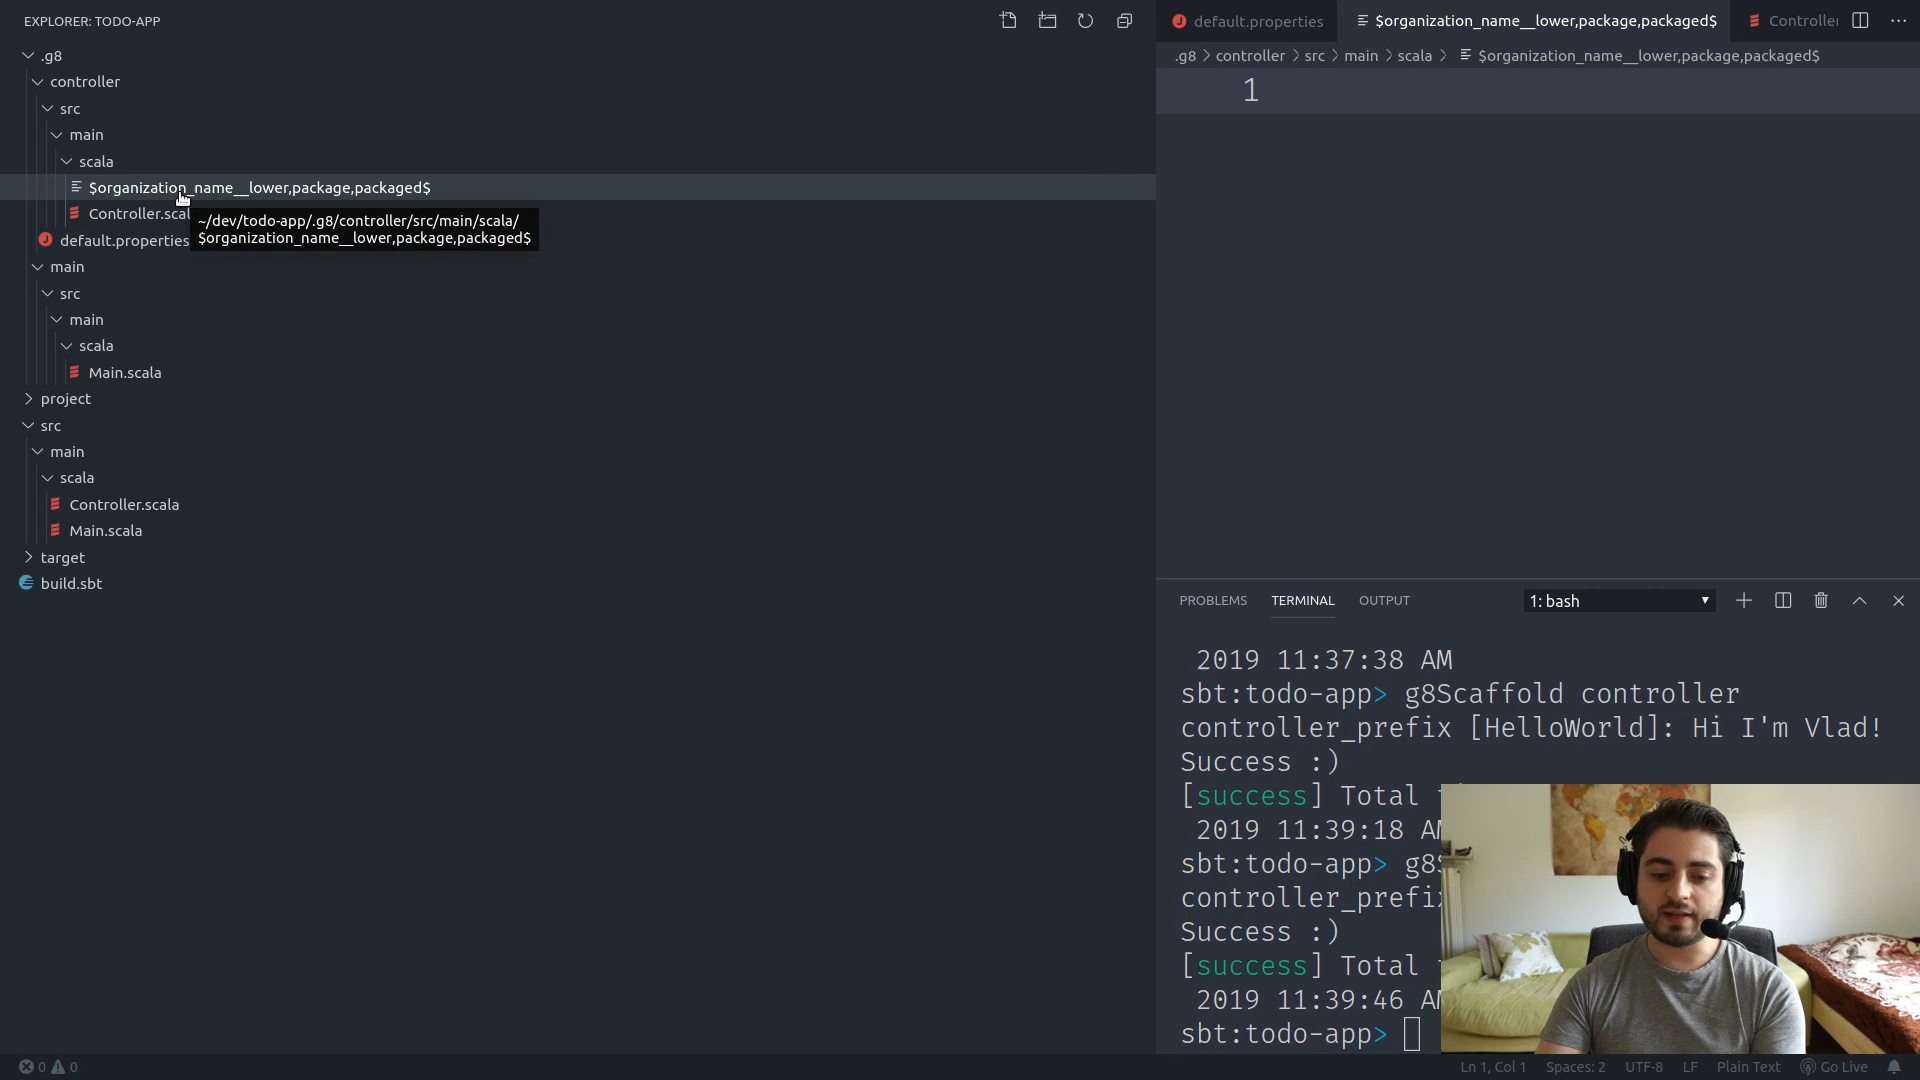 EXPLORER: TODO-APP
.g8
controller
src
main
scala
$organization_name__lower,package,packaged$
Controller.scal
~/dev/todo-app/.g8/controller/src/main/scala/
$organization_name__lower,package,packaged$
default.properties
main
src
main
scala
Main.scala
project
src
main
scala
Controller.scala
Main.scala
target
build.sbt
default.properties
$organization_name__lower,package,packaged$
Controller
.g8 > controller > src > main > scala > $organization_name__lower,package,packaged$
1
PROBLEMS TERMINAL OUTPUT 1: bash
2019 11:37:38 AM
sbt:todo-app> g8Scaffold controller
controller_prefix [HelloWorld]: Hi I'm Vlad!
Success :)
[success] Total
2019 11:39:18 AM
sbt:todo-app> g8S
controller_prefix
Success :)
[success] Total
2019 11:39:46 AM
sbt:todo-app>
0 0
Ln 1, Col 1 Spaces: 2 UTF-8 LF Plain Text Go Live